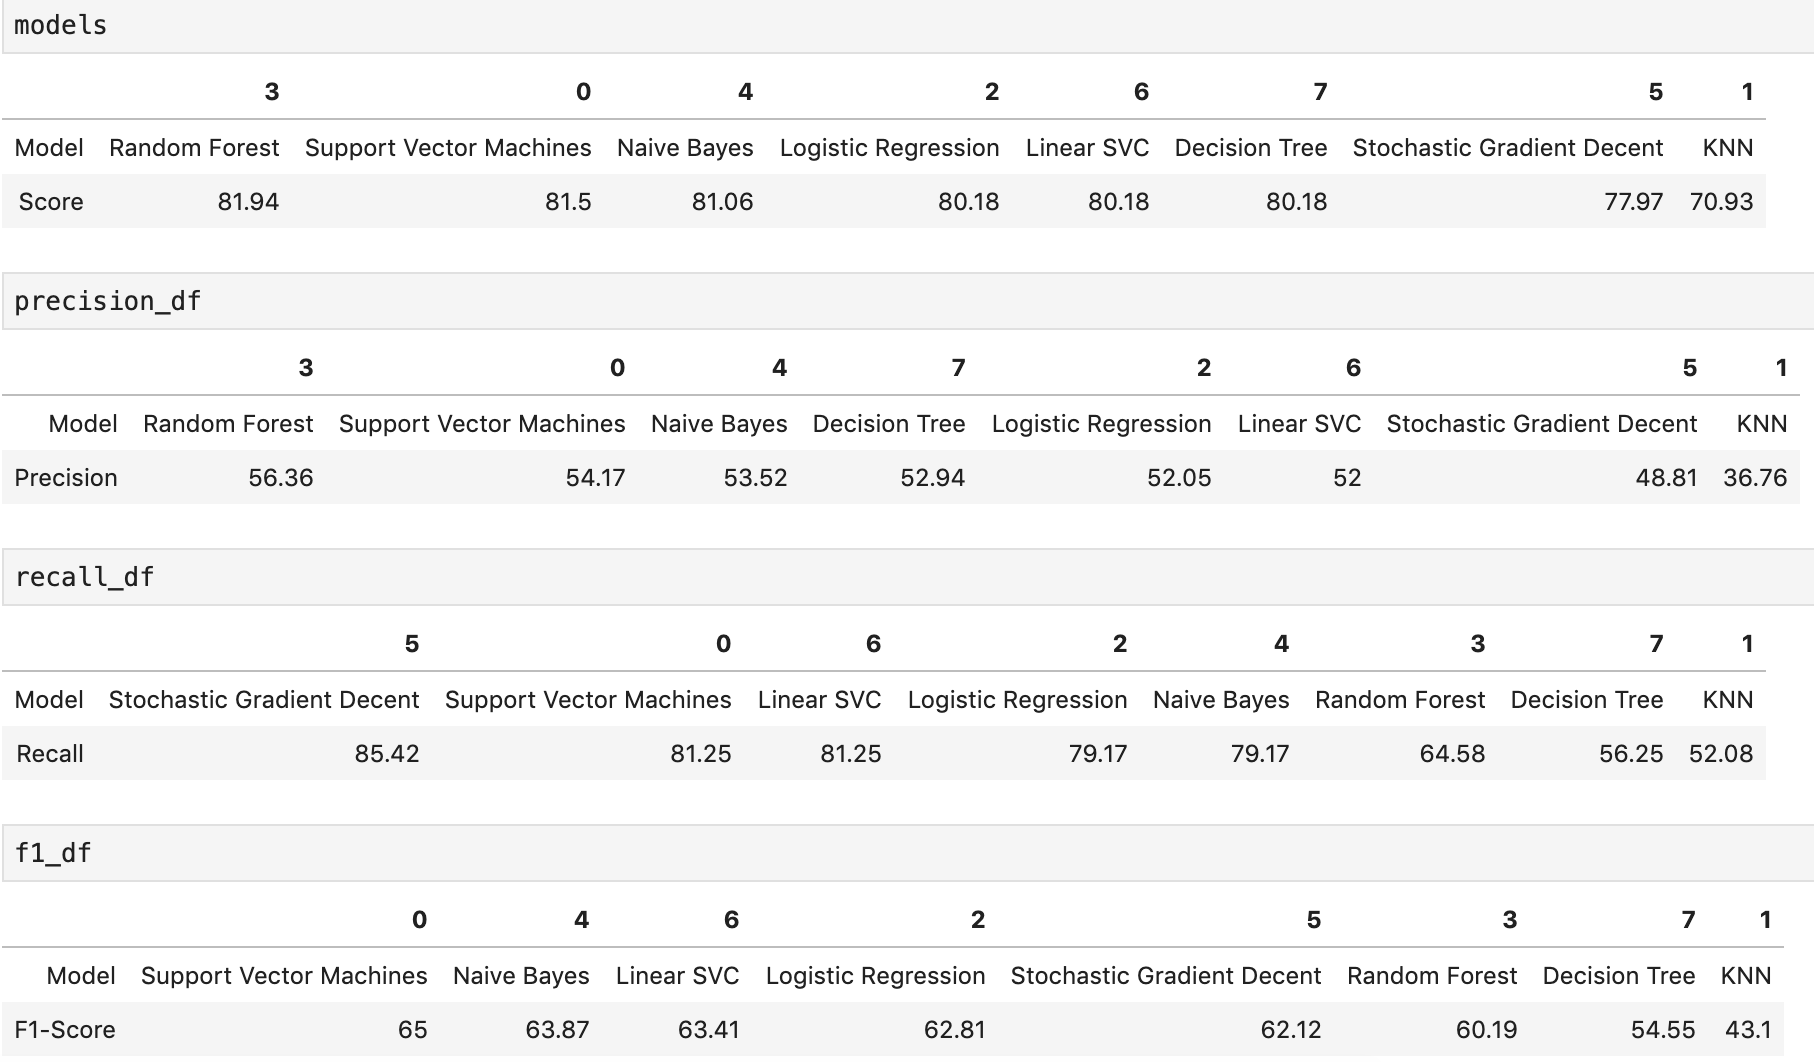 models
3 0 4 2 6 7 5 1
Model Random Forest Support Vector Machines Naive Bayes Logistic Regression Linear SVC Decision Tree Stochastic Gradient Decent KNN
Score 81.94 81.5 81.06 80.18 80.18 80.18 77.97 70.93
precision_df
3 0 4 7 2 6 5 1
Model Random Forest Support Vector Machines Naive Bayes Decision Tree Logistic Regression Linear SVC Stochastic Gradient Decent KNN
Precision 56.36 54.17 53.52 52.94 52.05 52 48.81 36.76
recall_df
5 0 6 2 4 3 7 1
Model Stochastic Gradient Decent Support Vector Machines Linear SVC Logistic Regression Naive Bayes Random Forest Decision Tree KNN
Recall 85.42 81.25 81.25 79.17 79.17 64.58 56.25 52.08
f1_df
0 4 6 2 5 3 7 1
Model Support Vector Machines Naive Bayes Linear SVC Logistic Regression Stochastic Gradient Decent Random Forest Decision Tree KNN
F1-Score 65 63.87 63.41 62.81 62.12 60.19 54.55 43.1